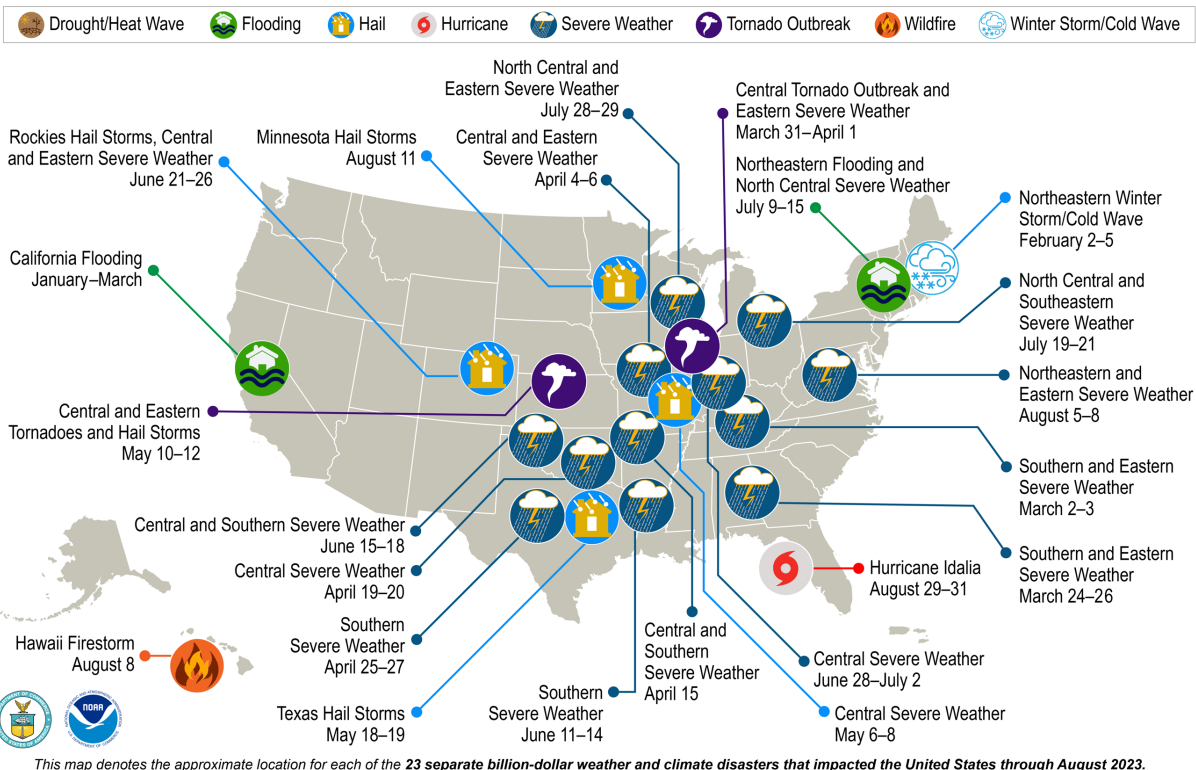 Drought/Heat Wave
Flooding
Hail
Hurricane
Severe Weather
Tornado Outbreak
Wildfire
Winter Storm/Cold Wave
North Central and
Eastern Severe Weather
July 28–29
Central Tornado Outbreak and
Eastern Severe Weather
March 31–April 1
Rockies Hail Storms, Central
and Eastern Severe Weather
June 21–26
Minnesota Hail Storms
August 11
Central and Eastern
Severe Weather
April 4–6
Northeastern Flooding and
North Central Severe Weather
July 9–15
Northeastern Winter
Storm/Cold Wave
February 2–5
California Flooding
January–March
North Central and
Southeastern
Severe Weather
July 19–21
Northeastern and
Eastern Severe Weather
August 5–8
Central and Eastern
Tornadoes and Hail Storms
May 10–12
Southern and Eastern
Severe Weather
March 2–3
Central and Southern Severe Weather
June 15–18
Central Severe Weather
April 19–20
Southern and Eastern
Severe Weather
March 24–26
Hurricane Idalia
August 29–31
Southern
Severe Weather
April 25–27
Hawaii Firestorm
August 8
Central and
Southern
Severe Weather
April 15
Central Severe Weather
June 28–July 2
Southern
Severe Weather
June 11–14
Texas Hail Storms
May 18–19
Central Severe Weather
May 6–8
NOAA
This map denotes the approximate location for each of the 23 separate billion-dollar weather and climate disasters that impacted the United States through August 2023.